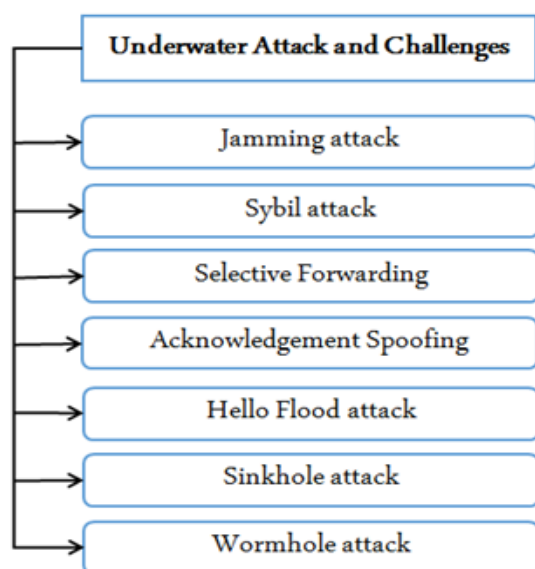 Underwater Attack and Challenges
Jamming attack
Sybil attack
Selective Forwarding
Acknowledgement Spoofing
Hello Flood attack
Sinkhole attack
Wormhole attack